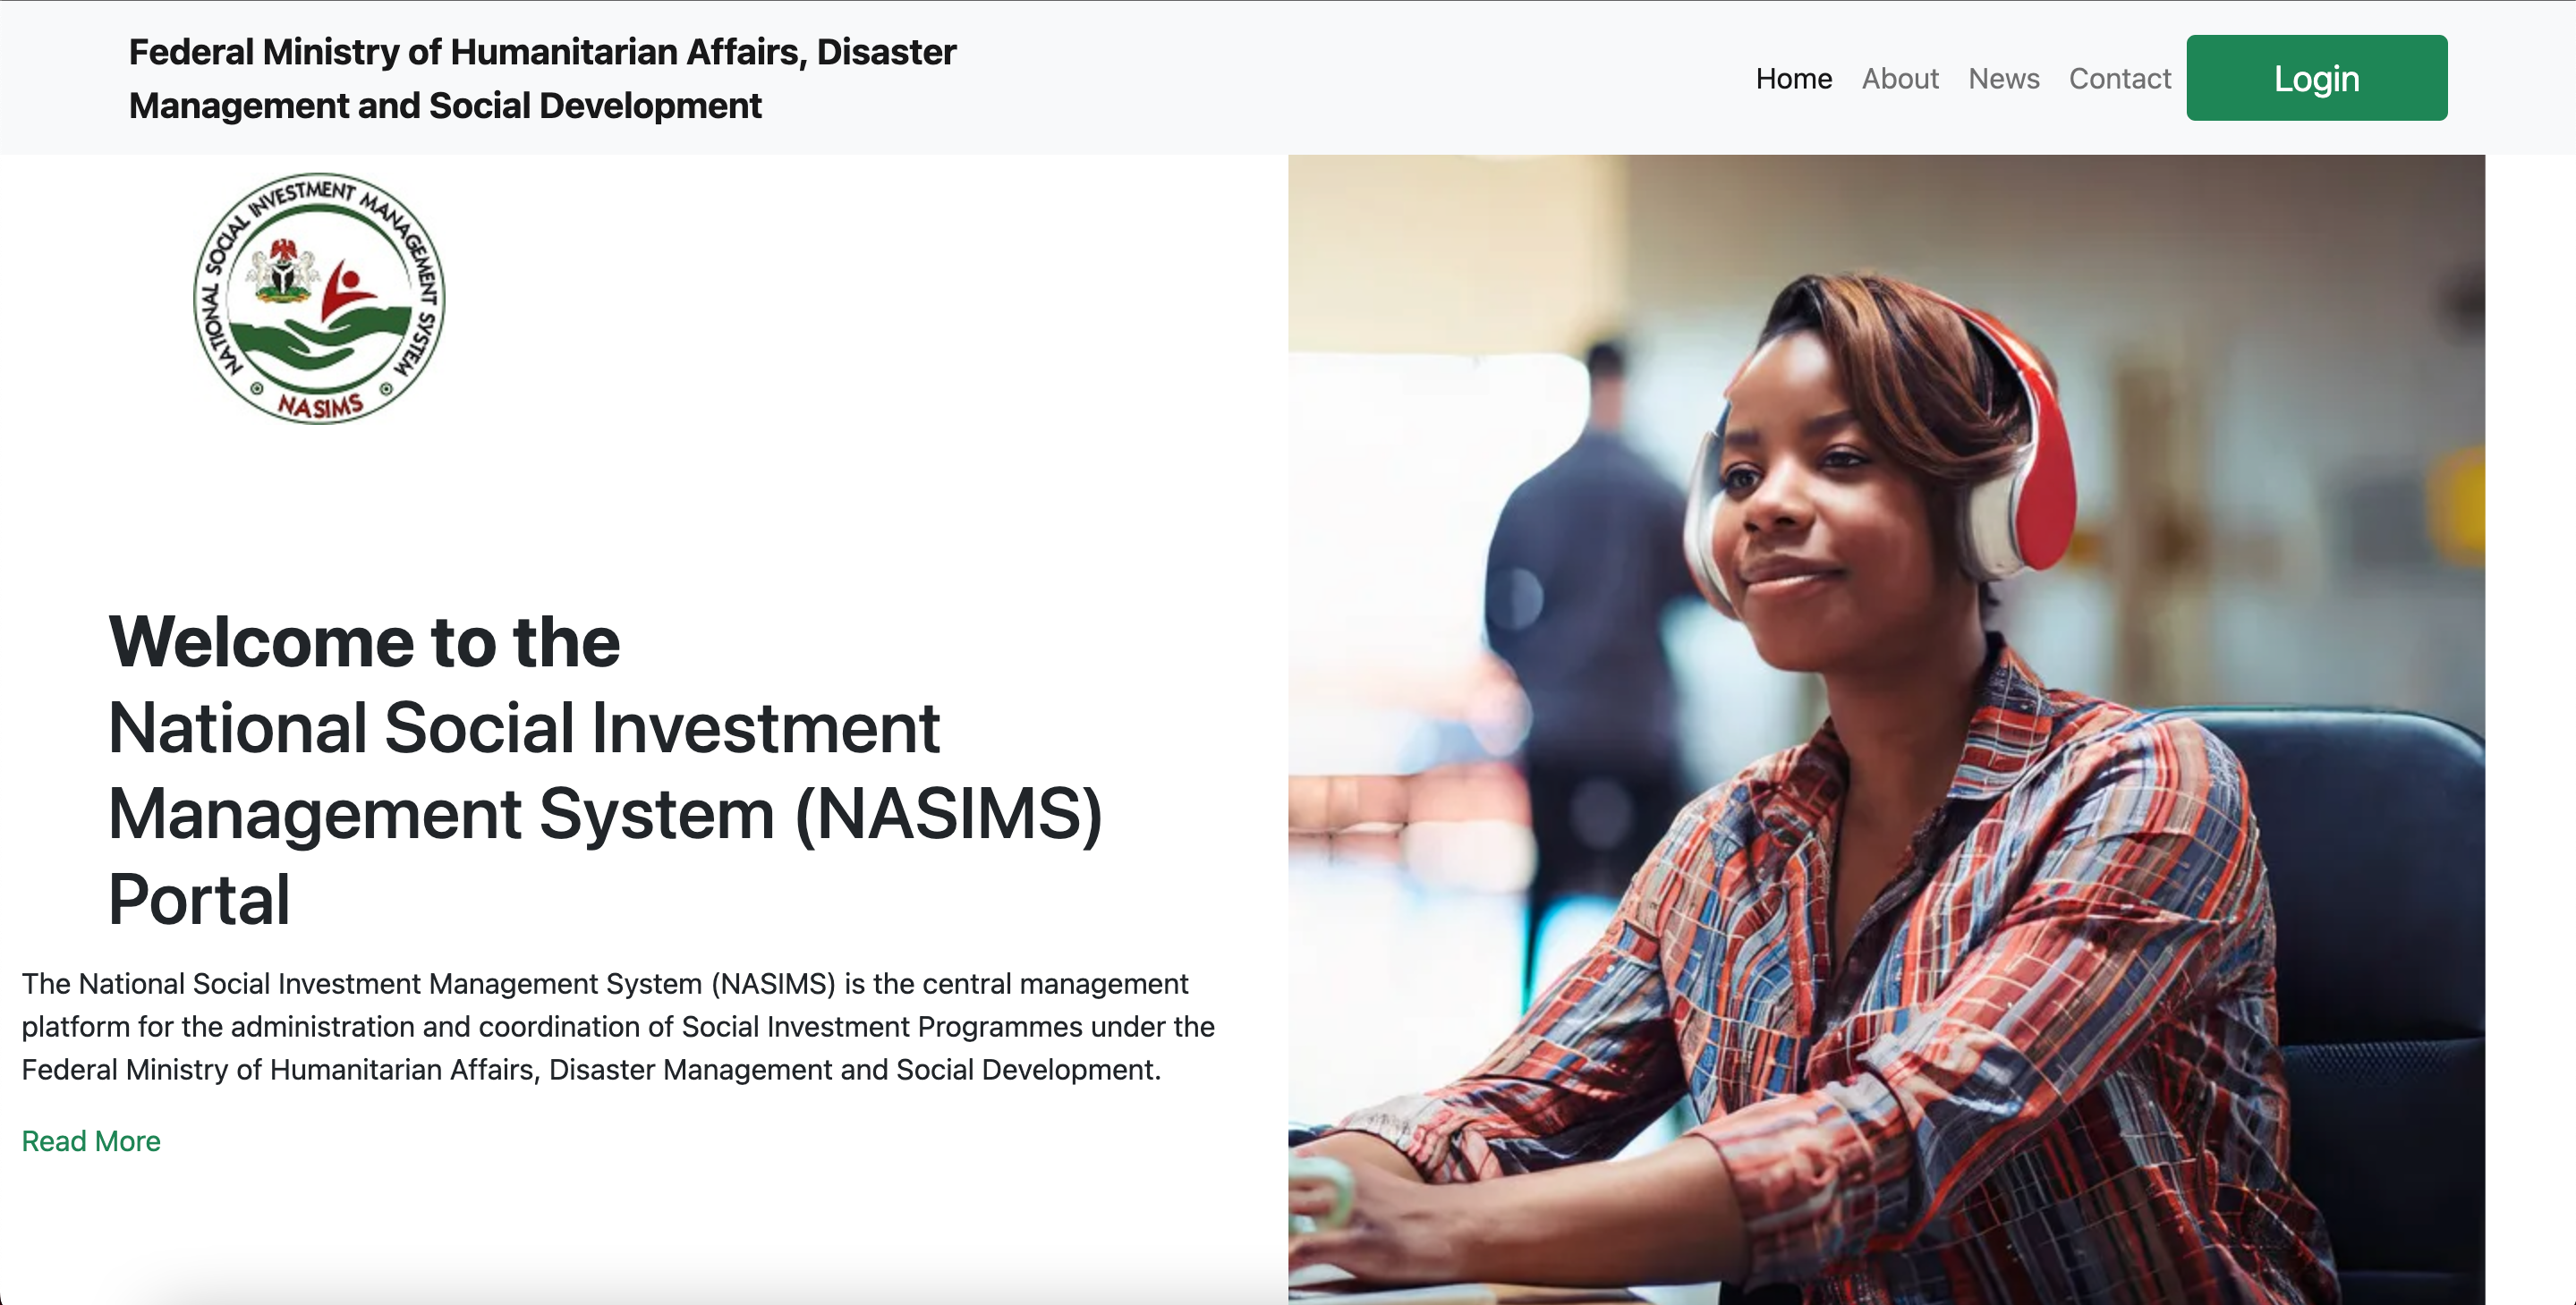 Federal Ministry of Humanitarian Affairs, Disaster
Management and Social Development
Home About News Contact Login
NATIONAL SOCIAL INVESTMENT MANAGEMENT SYSTEM
NASIMS
Welcome to the
National Social Investment
Management System (NASIMS)
Portal
The National Social Investment Management System (NASIMS) is the central management
platform for the administration and coordination of Social Investment Programmes under the
Federal Ministry of Humanitarian Affairs, Disaster Management and Social Development.
Read More